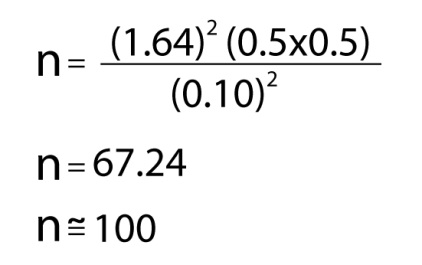 n = (1.64)² (0.5x0.5) / (0.10)²
n = 67.24
n ≅ 100